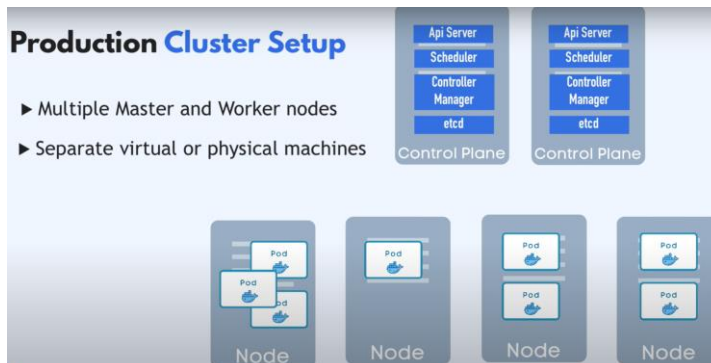 Production Cluster Setup
▶ Multiple Master and Worker nodes
▶ Separate virtual or physical machines
Api Server
Scheduler
Controller
Manager
etcd
Control Plane
Api Server
Scheduler
Controller
Manager
etcd
Control Plane
Pod
Pod
Pod
Node
Pod
Node
Pod
Pod
Node
Pod
Pod
Node